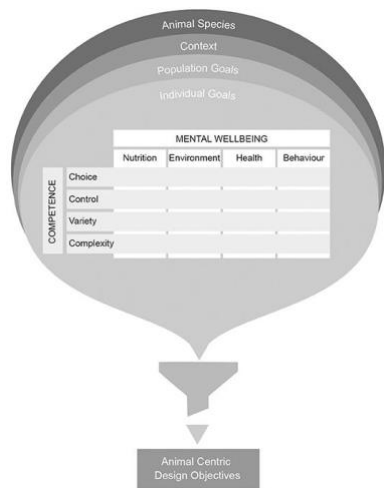 Animal Species
Context
Population Goals
Individual Goals
MENTAL WELLBEING
Nutrition Environment Health Behaviour
COMPETENCE
Choice
Control
Variety
Complexity
Animal Centric
Design Objectives